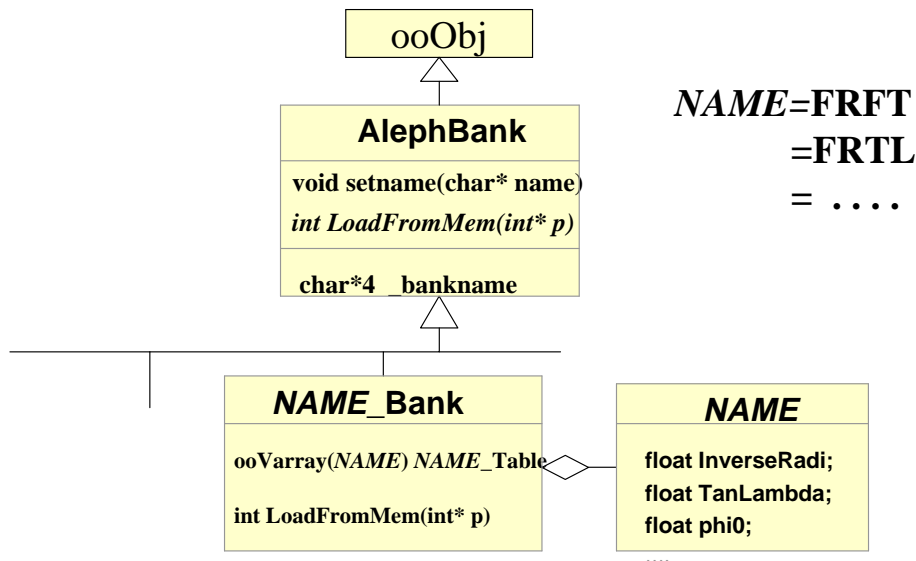 ooObj
AlephBank
void setname(char* name)
int LoadFromMem(int* p)
char*4 _bankname
NAME=FRFT
=FRTL
= ....
NAME_Bank
ooVarray(NAME) NAME_Table
int LoadFromMem(int* p)
NAME
float InverseRadi;
float TanLambda;
float phi0;
....